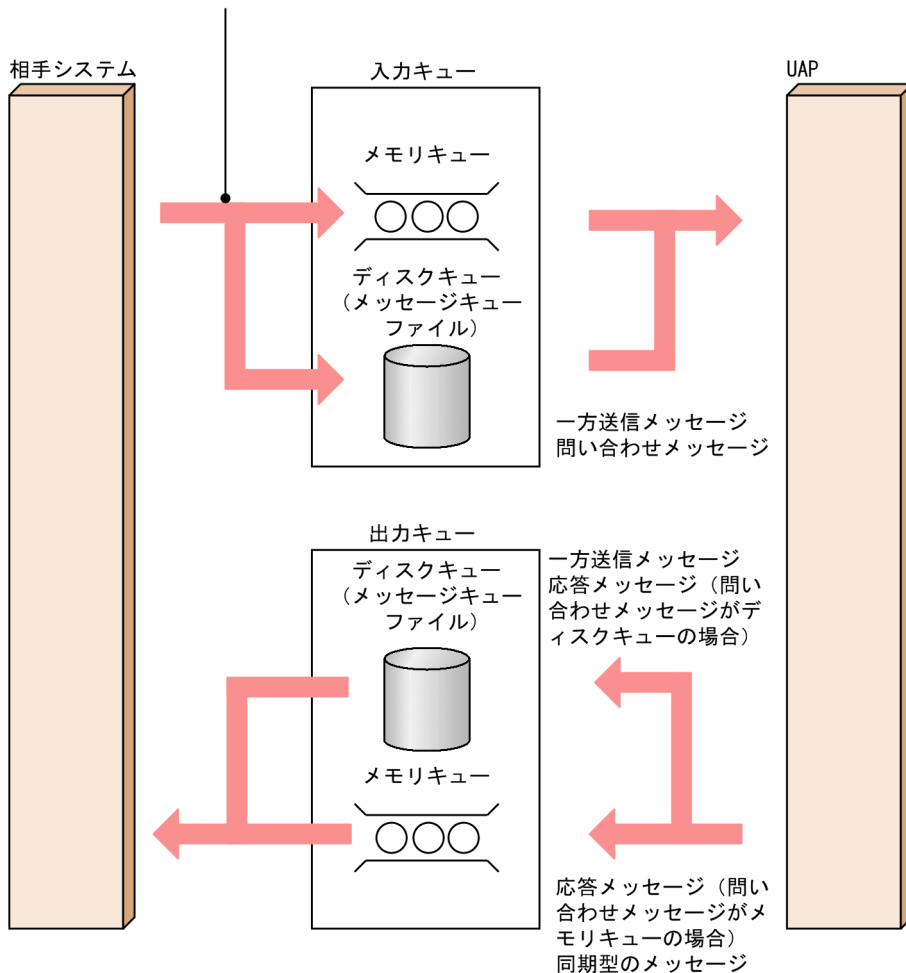 相手システム
入力キュー
UAP
メモリキュー
ディスクキュー
（メッセージキュー
ファイル）
一方送信メッセージ
問い合わせメッセージ
出力キュー
ディスクキュー
（メッセージキュー
ファイル）
一方送信メッセージ
応答メッセージ（問い
合わせメッセージがデ
ィスクキューの場合）
メモリキュー
応答メッセージ（問い
合わせメッセージがメ
モリキューの場合）
同期型のメッセージ